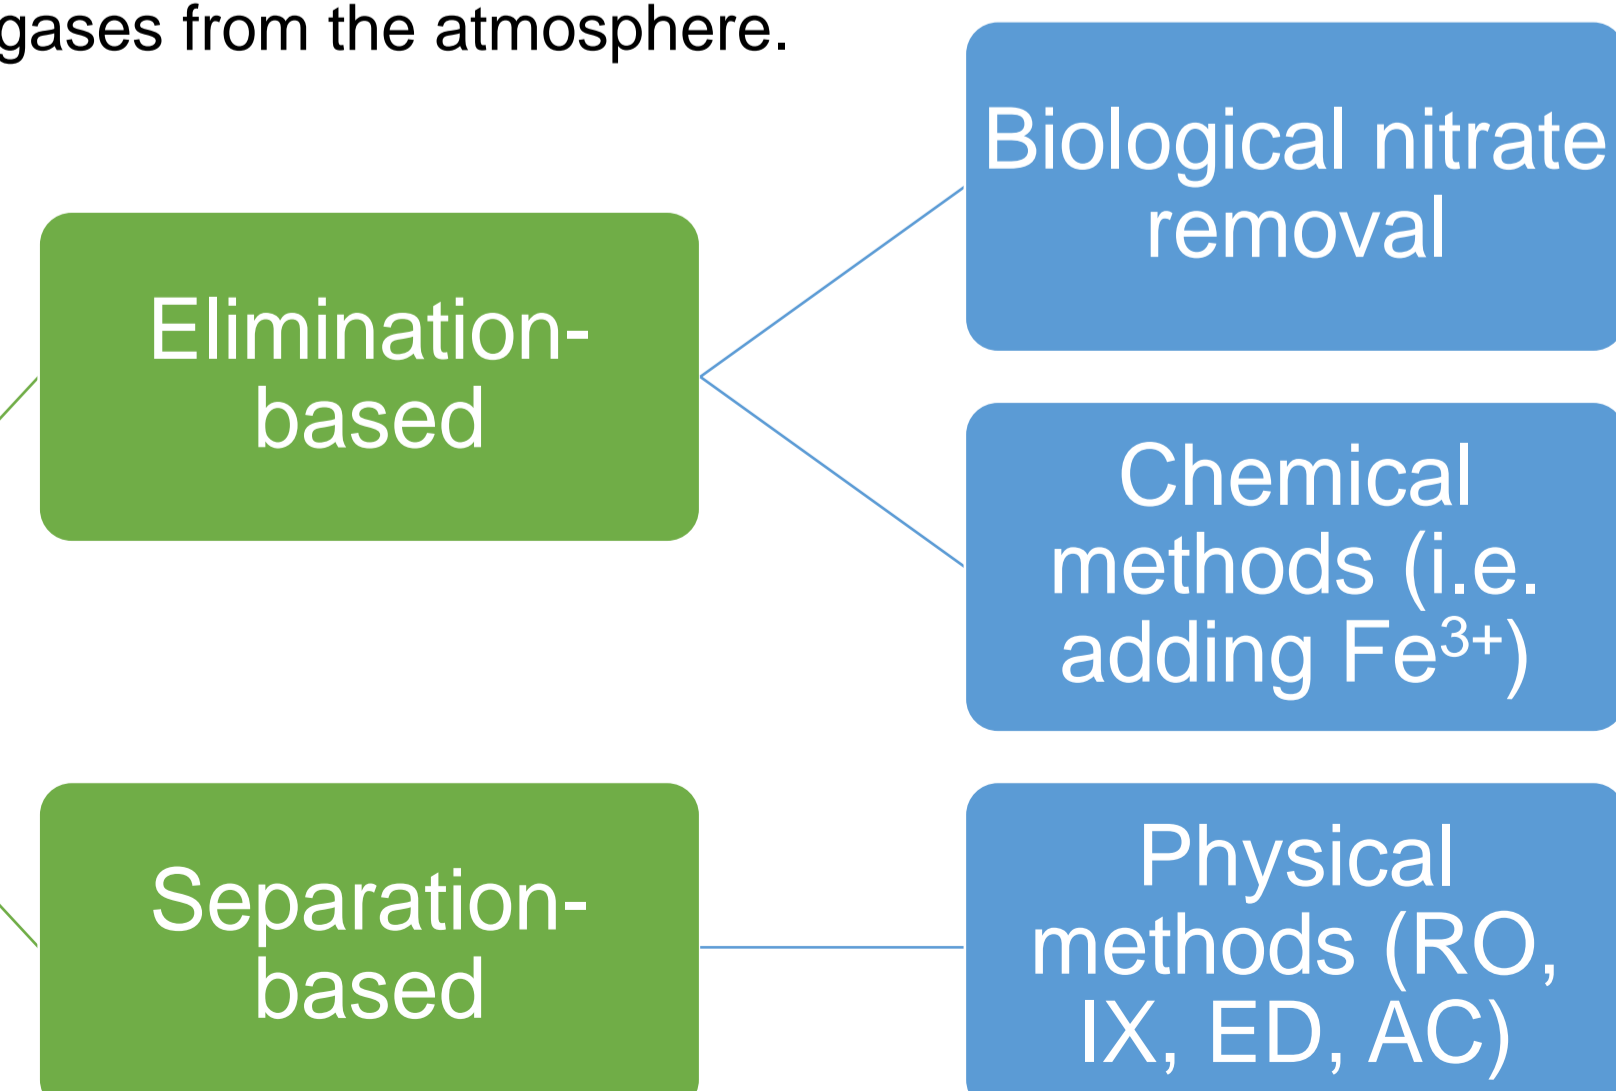 gases from the atmosphere.
Elimination-
based
Biological nitrate
removal
Chemical
methods (i.e.
adding Fe³⁺)
Separation-
based
Physical
methods (RO,
IX, ED, AC)